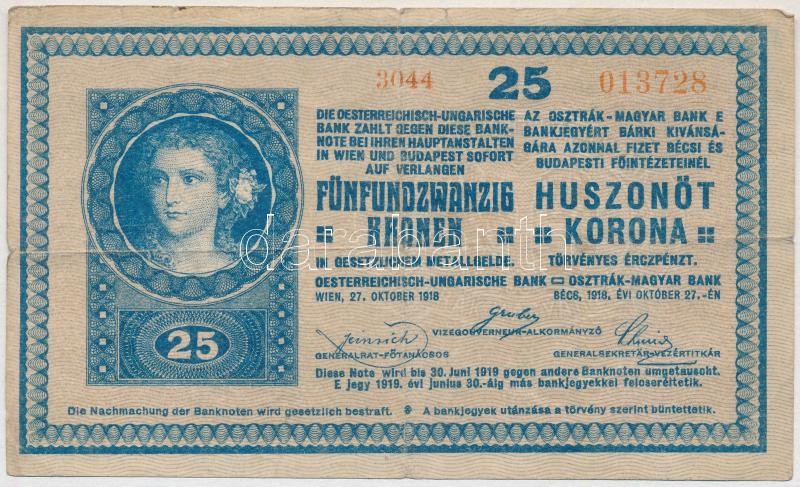 3044 25 013728
DIE OESTERREICHISCH-UNGARISCHE
BANK ZAHLT GEGEN DIESE BANK-
NOTE BEI IHREN HAUPTANSTALTEN
IN WIEN UND BUDAPEST SOFORT
AUF VERLANGEN
FÜNFUNDZWANZIG
KRONEN
IN GESETZLICHEM METALLGELDE.
OESTERREICHISCH-UNGARISCHE BANK
WIEN, 27. OKTOBER 1918
AZ OSZTRÁK-MAGYAR BANK E
BANKJEGYÉRT BÁRKI KIVÁNSÁ-
GÁRA AZONNAL FIZET BÉCSI ÉS
BUDAPESTI FŐINTÉZETEINÉL
HUSZONÖT
KORONA
TÖRVÉNYES ÉRCZPÉNZT.
OSZTRÁK-MAGYAR BANK
BÉCS, 1918. ÉVI OKTOBER 27.-ÉN
darabanth
Gruber
VIZEGOUVERNEUR-ALKORMÁNYZÓ
GENERALRAT-FŐTANÁCSOS
GENERALSEKRETÄR-VEZÉRTITKÁR
25
Diese Note wird bis 30. Juni 1919 gegen andere Banknoten umgetauscht.
E jegy 1919. évi junius 30.-áig más bankjegyekkel felcseréltetik.
Die Nachmachung der Banknoten wird gesetzlich bestraft. A bankjegyek utánzása a törvény szerint büntettetik.